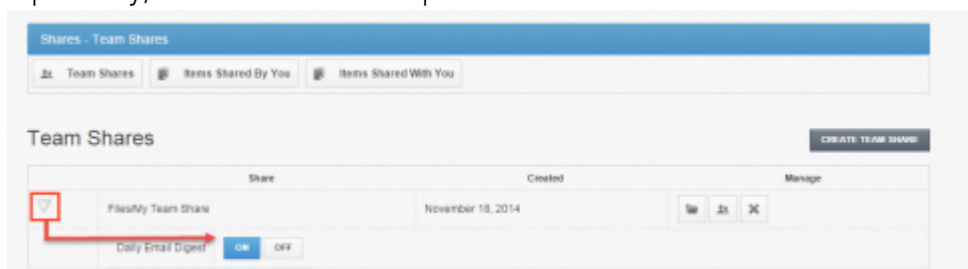 Shares - Team Shares
Team Shares Items Shared By You Items Shared With You
Team Shares CREATE TEAM SHARE
Share Created Manage
Files/My Team Share November 18, 2014
Daily Email Digest ON OFF